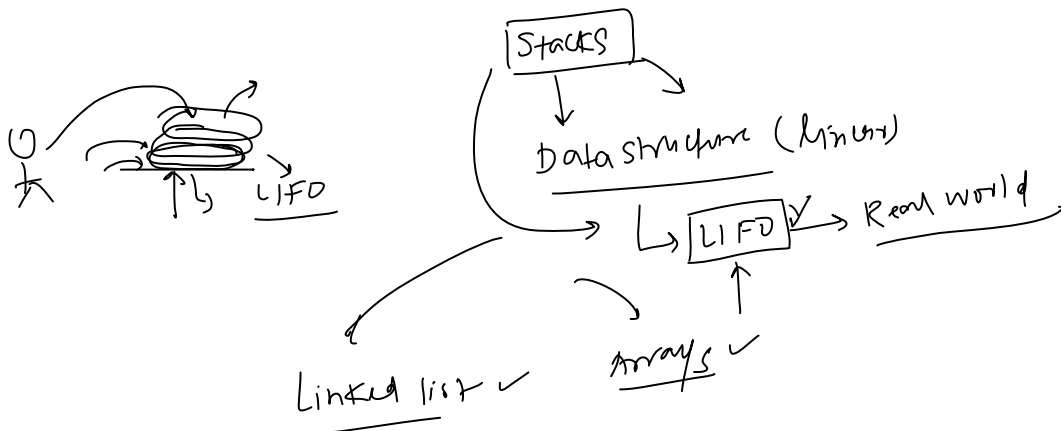 Stacks
Data structure (linear)
LIFO
LIFO
Real world
Arrays
Linked list